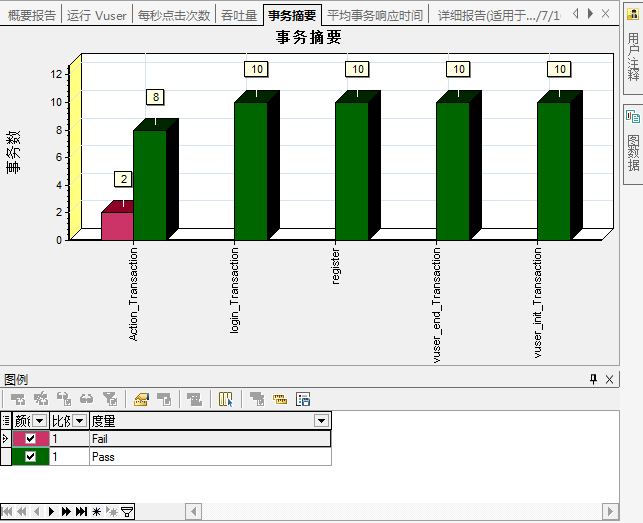 概要报告 运行 Vuser 每秒点击次数 吞吐量 事务摘要 平均事务响应时间 详细报告(适用于.../7/1
事务摘要
用户注释
图数据
事务数
12
10
8
6
4
2
0
2
8
10
10
10
10
Action_Transaction
login_Transaction
register
vuser_end_Transaction
vuser_init_Transaction
图例
颜 比例 度量
1 Fail
1 Pass